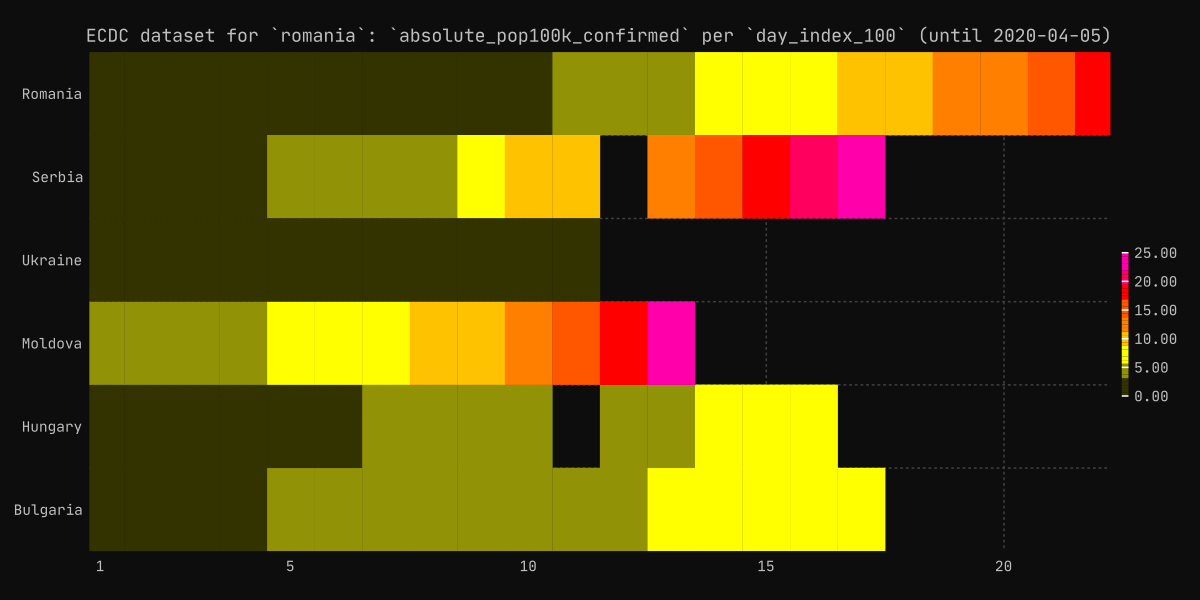 ECDC dataset for `romania`: `absolute_pop100k_confirmed` per `day_index_100` (until 2020-04-05)
Romania
Serbia
Ukraine
Moldova
Hungary
Bulgaria
1 5 10 15 20
25.00
20.00
15.00
10.00
5.00
0.00